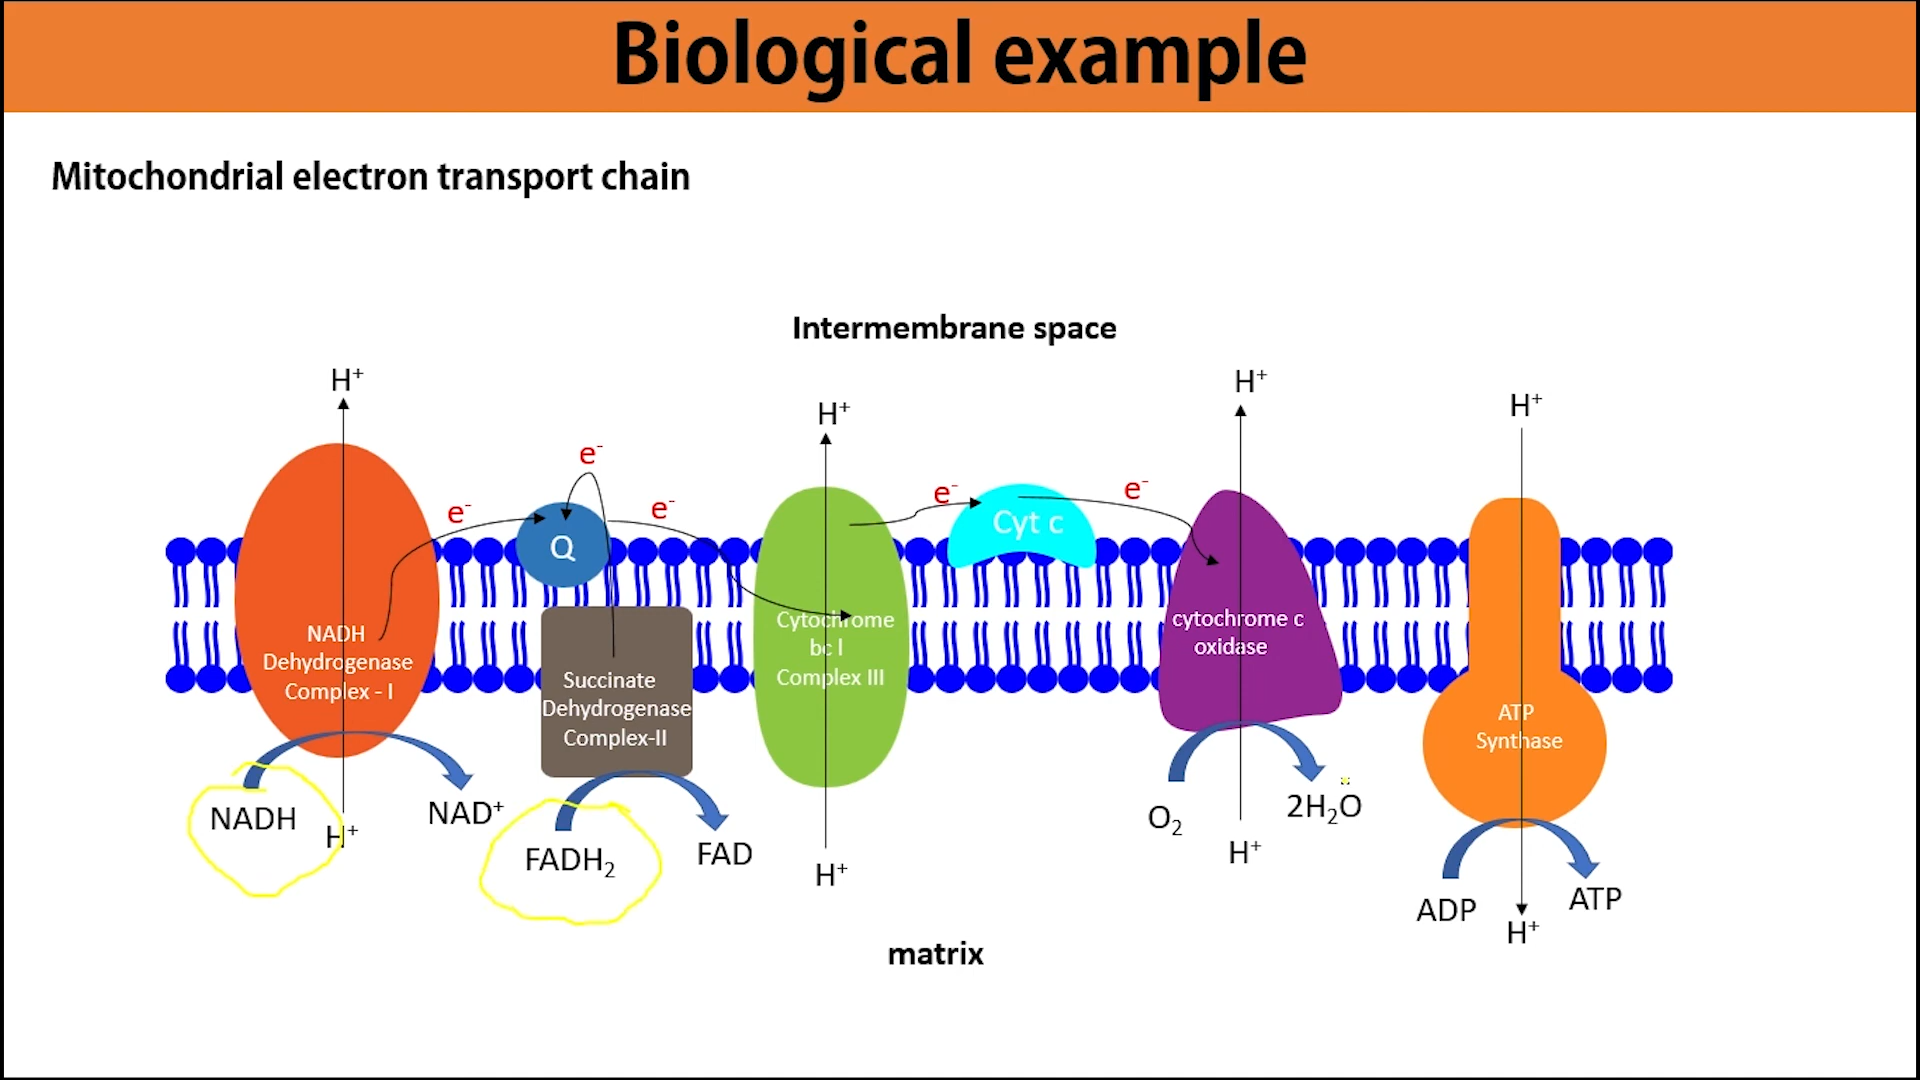 Biological example
Mitochondrial electron transport chain
Intermembrane space
H⁺
H⁺
H⁺
H⁺
e⁻
e⁻
e⁻
e⁻
e⁻
Q
Cyt c
NADH
Dehydrogenase
Complex - I
Succinate
Dehydrogenase
Complex-II
Cytochrome
bc I
Complex III
cytochrome c
oxidase
ATP
Synthase
NADH
H⁺
NAD⁺
FADH₂
FAD
H⁺
O₂
H⁺
2H₂O
ADP
H⁺
ATP
matrix